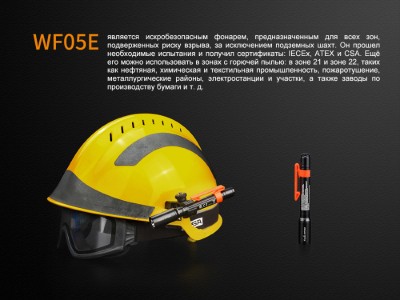 WF05E
является искробезопасным фонарем, предназначенным для всех зон,
подверженных риску взрыва, за исключением подземных шахт. Он прошел
необходимые испытания и получил сертификаты: IECEx, ATEX и CSA. Ещё
его можно использовать в зонах с горючей пылью: в зоне 21 и зоне 22, таких
как нефтяная, химическая и текстильная промышленность, пожаротушение,
металлургические районы, электростанции и участки, а также заводы по
производству бумаги и т. д.